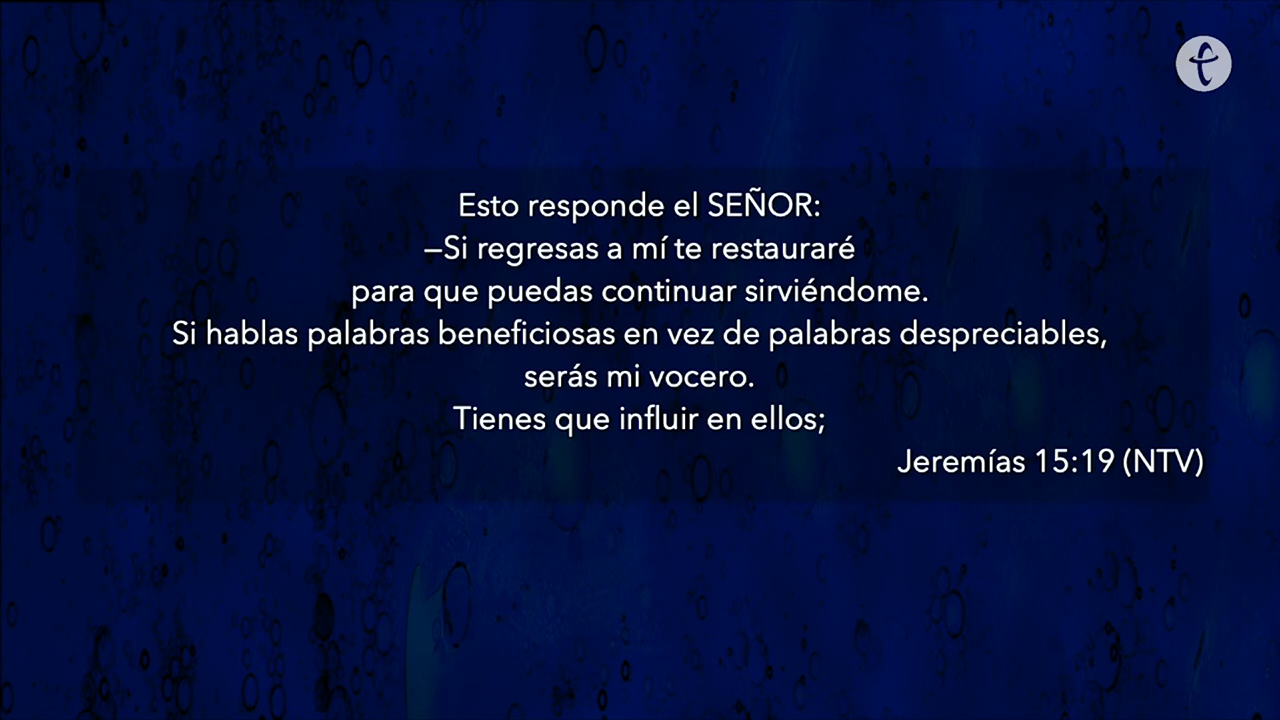 Esto responde el SEÑOR:
—Si regresas a mí te restauraré
para que puedas continuar sirviéndome.
Si hablas palabras beneficiosas en vez de palabras despreciables,
serás mi vocero.
Tienes que influir en ellos;
Jeremías 15:19 (NTV)